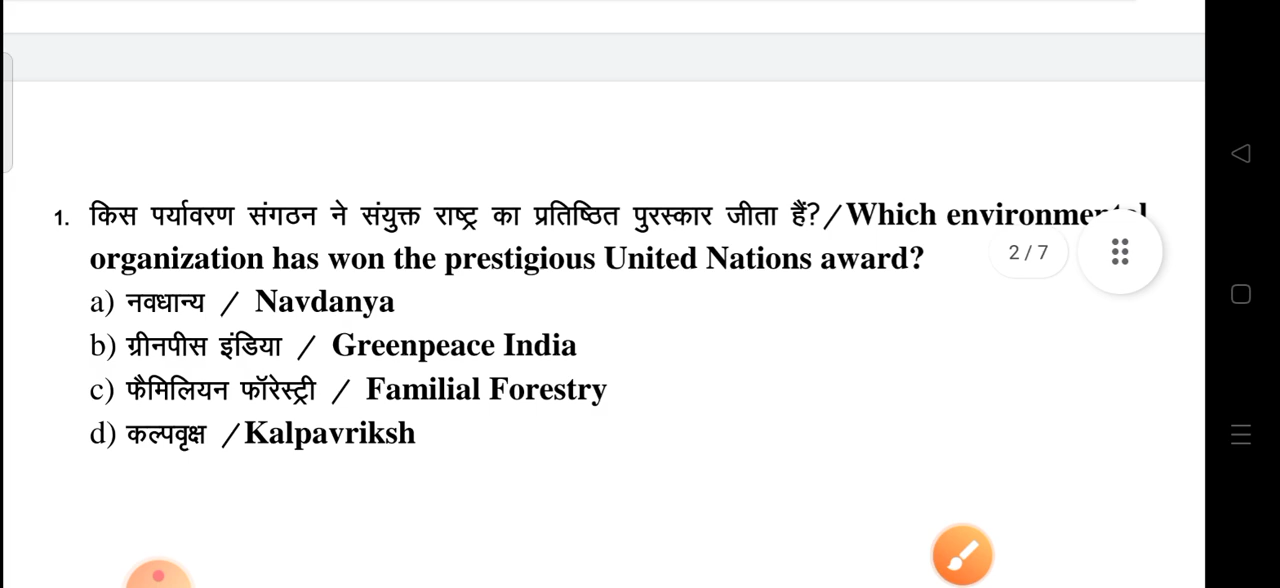 1. किस पर्यावरण संगठन ने संयुक्त राष्ट्र का प्रतिष्ठित पुरस्कार जीता हैं?/Which
organization has won the prestigious United Nations award?
2 / 7
a) नवधान्य / Navdanya
b) ग्रीनपीस इंडिया / Greenpeace India
c) फैमिलियन फॉरेस्ट्री / Familial Forestry
d) कल्पवृक्ष /Kalpavriksh